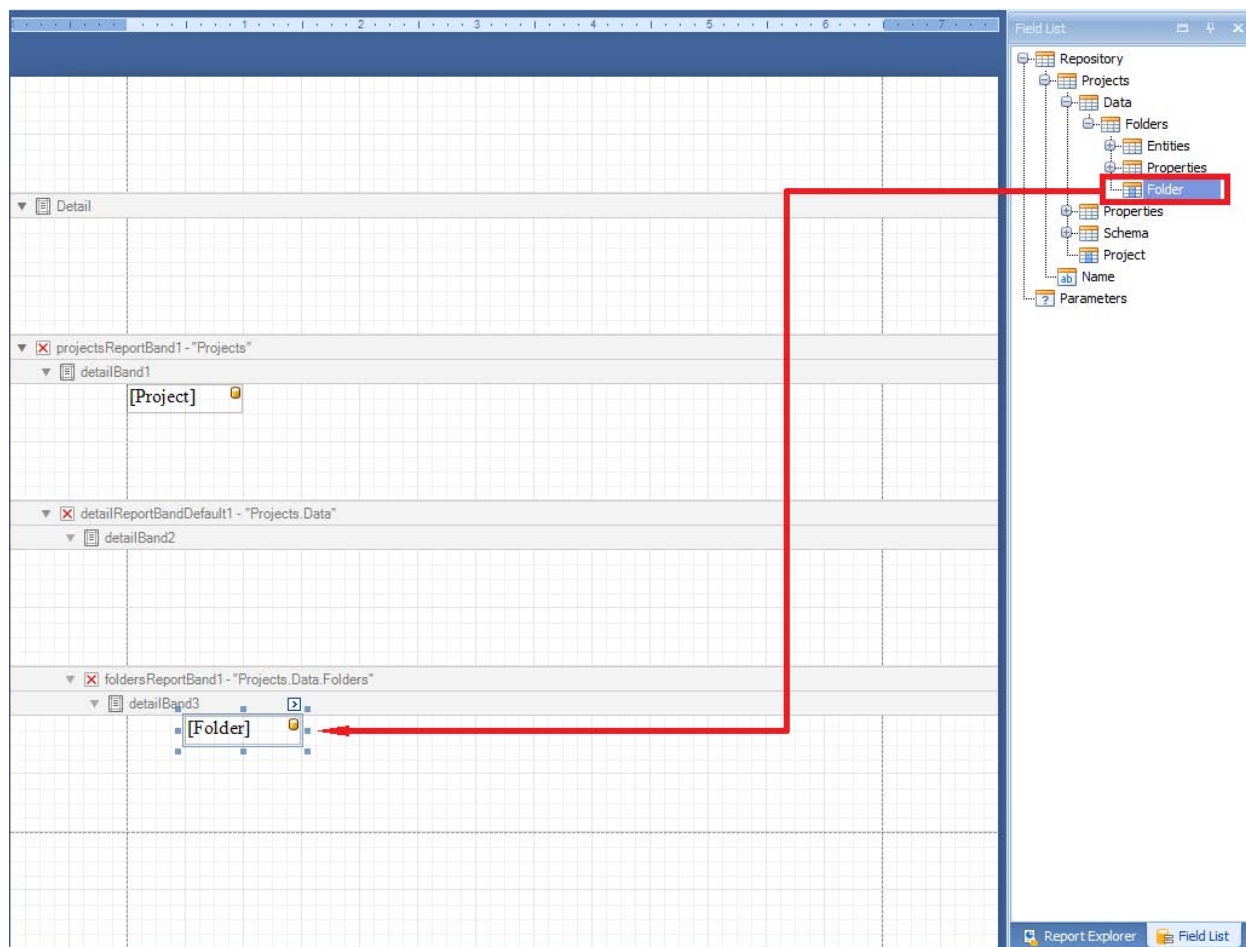 1 2 3 4 5 6 7
Field List
Repository
Projects
Data
Folders
Entities
Properties
Folder
Properties
Schema
Project
ab Name
? Parameters
Detail
projectsReportBand1 - "Projects"
detailBand1
[Project]
detailReportBandDefault1 - "Projects.Data"
detailBand2
foldersReportBand1 - "Projects.Data.Folders"
detailBand3
[Folder]
Report Explorer Field List